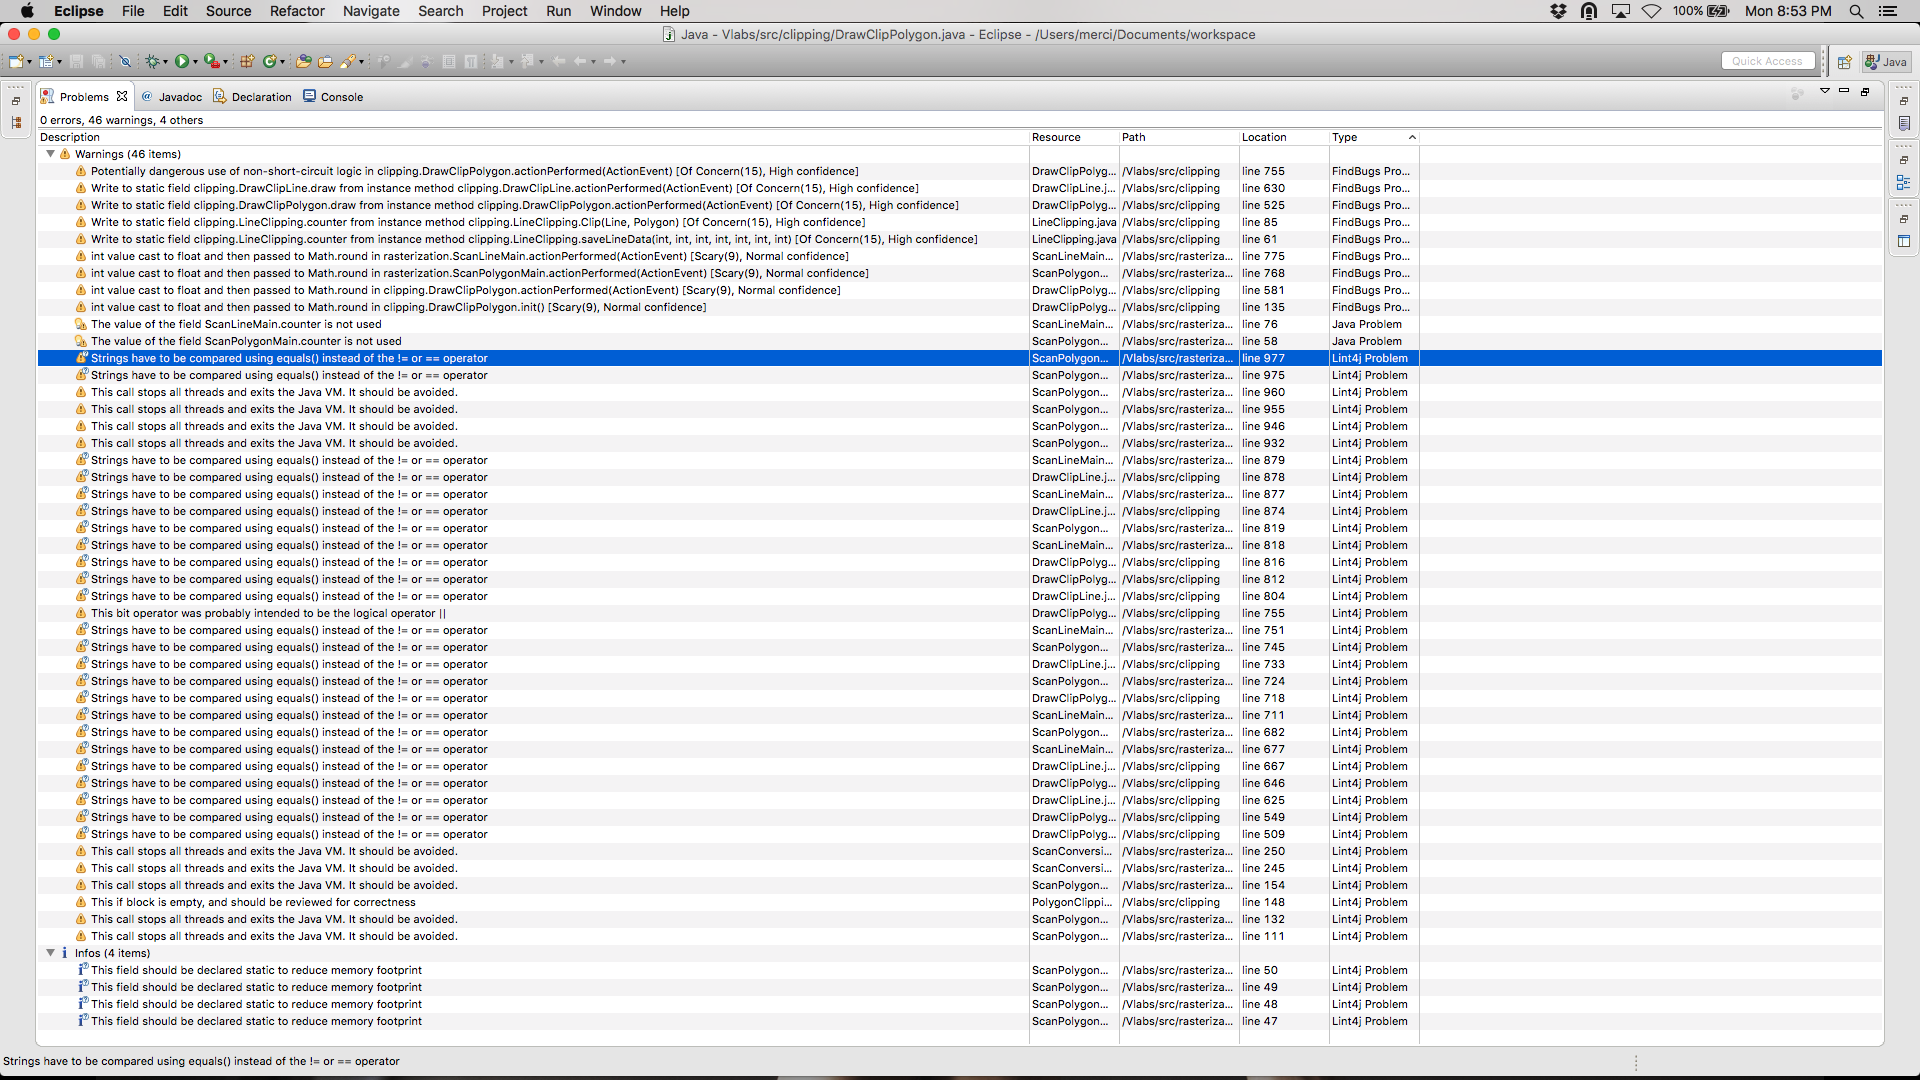 Eclipse File Edit Source Refactor Navigate Search Project Run Window Help 100% Mon 8:53 PM
Java - Vlabs/src/clipping/DrawClipPolygon.java - Eclipse - /Users/merci/Documents/workspace
Quick Access Java
Problems @ Javadoc Declaration Console
0 errors, 46 warnings, 4 others
Description Resource Path Location Type
Warnings (46 items)
Potentially dangerous use of non-short-circuit logic in clipping.DrawClipPolygon.actionPerformed(ActionEvent) [Of Concern(15), High confidence] DrawClipPolyg... /Vlabs/src/clipping line 755 FindBugs Pro...
Write to static field clipping.DrawClipLine.draw from instance method clipping.DrawClipLine.actionPerformed(ActionEvent) [Of Concern(15), High confidence] DrawClipLine.j... /Vlabs/src/clipping line 630 FindBugs Pro...
Write to static field clipping.DrawClipPolygon.draw from instance method clipping.DrawClipPolygon.actionPerformed(ActionEvent) [Of Concern(15), High confidence] DrawClipPolyg... /Vlabs/src/clipping line 525 FindBugs Pro...
Write to static field clipping.LineClipping.counter from instance method clipping.LineClipping.Clip(Line, Polygon) [Of Concern(15), High confidence] LineClipping.java /Vlabs/src/clipping line 85 FindBugs Pro...
Write to static field clipping.LineClipping.counter from instance method clipping.LineClipping.saveLineData(int, int, int, int, int, int, int) [Of Concern(15), High confidence] LineClipping.java /Vlabs/src/clipping line 61 FindBugs Pro...
int value cast to float and then passed to Math.round in rasterization.ScanLineMain.actionPerformed(ActionEvent) [Scary(9), Normal confidence] ScanLineMain... /Vlabs/src/rasteriza... line 775 FindBugs Pro...
int value cast to float and then passed to Math.round in rasterization.ScanPolygonMain.actionPerformed(ActionEvent) [Scary(9), Normal confidence] ScanPolygon... /Vlabs/src/rasteriza... line 768 FindBugs Pro...
int value cast to float and then passed to Math.round in clipping.DrawClipPolygon.actionPerformed(ActionEvent) [Scary(9), Normal confidence] DrawClipPolyg... /Vlabs/src/clipping line 581 FindBugs Pro...
int value cast to float and then passed to Math.round in clipping.DrawClipPolygon.init() [Scary(9), Normal confidence] DrawClipPolyg... /Vlabs/src/clipping line 135 FindBugs Pro...
The value of the field ScanLineMain.counter is not used ScanLineMain... /Vlabs/src/rasteriza... line 76 Java Problem
The value of the field ScanPolygonMain.counter is not used ScanPolygon... /Vlabs/src/rasteriza... line 58 Java Problem
Strings have to be compared using equals() instead of the != or == operator ScanPolygon... /Vlabs/src/rasteriza... line 977 Lint4j Problem
Strings have to be compared using equals() instead of the != or == operator ScanPolygon... /Vlabs/src/rasteriza... line 975 Lint4j Problem
This call stops all threads and exits the Java VM. It should be avoided. ScanPolygon... /Vlabs/src/rasteriza... line 960 Lint4j Problem
This call stops all threads and exits the Java VM. It should be avoided. ScanPolygon... /Vlabs/src/rasteriza... line 955 Lint4j Problem
This call stops all threads and exits the Java VM. It should be avoided. ScanPolygon... /Vlabs/src/rasteriza... line 946 Lint4j Problem
This call stops all threads and exits the Java VM. It should be avoided. ScanPolygon... /Vlabs/src/rasteriza... line 932 Lint4j Problem
Strings have to be compared using equals() instead of the != or == operator ScanLineMain... /Vlabs/src/rasteriza... line 879 Lint4j Problem
Strings have to be compared using equals() instead of the != or == operator DrawClipLine.j... /Vlabs/src/clipping line 878 Lint4j Problem
Strings have to be compared using equals() instead of the != or == operator ScanLineMain... /Vlabs/src/rasteriza... line 877 Lint4j Problem
Strings have to be compared using equals() instead of the != or == operator DrawClipLine.j... /Vlabs/src/clipping line 874 Lint4j Problem
Strings have to be compared using equals() instead of the != or == operator ScanPolygon... /Vlabs/src/rasteriza... line 819 Lint4j Problem
Strings have to be compared using equals() instead of the != or == operator ScanLineMain... /Vlabs/src/rasteriza... line 818 Lint4j Problem
Strings have to be compared using equals() instead of the != or == operator DrawClipPolyg... /Vlabs/src/clipping line 816 Lint4j Problem
Strings have to be compared using equals() instead of the != or == operator DrawClipPolyg... /Vlabs/src/clipping line 812 Lint4j Problem
Strings have to be compared using equals() instead of the != or == operator DrawClipLine.j... /Vlabs/src/clipping line 804 Lint4j Problem
This bit operator was probably intended to be the logical operator || DrawClipPolyg... /Vlabs/src/clipping line 755 Lint4j Problem
Strings have to be compared using equals() instead of the != or == operator ScanLineMain... /Vlabs/src/rasteriza... line 751 Lint4j Problem
Strings have to be compared using equals() instead of the != or == operator ScanPolygon... /Vlabs/src/rasteriza... line 745 Lint4j Problem
Strings have to be compared using equals() instead of the != or == operator DrawClipLine.j... /Vlabs/src/clipping line 733 Lint4j Problem
Strings have to be compared using equals() instead of the != or == operator ScanPolygon... /Vlabs/src/rasteriza... line 724 Lint4j Problem
Strings have to be compared using equals() instead of the != or == operator DrawClipPolyg... /Vlabs/src/clipping line 718 Lint4j Problem
Strings have to be compared using equals() instead of the != or == operator ScanLineMain... /Vlabs/src/rasteriza... line 711 Lint4j Problem
Strings have to be compared using equals() instead of the != or == operator ScanPolygon... /Vlabs/src/rasteriza... line 682 Lint4j Problem
Strings have to be compared using equals() instead of the != or == operator ScanLineMain... /Vlabs/src/rasteriza... line 677 Lint4j Problem
Strings have to be compared using equals() instead of the != or == operator DrawClipLine.j... /Vlabs/src/clipping line 667 Lint4j Problem
Strings have to be compared using equals() instead of the != or == operator DrawClipPolyg... /Vlabs/src/clipping line 646 Lint4j Problem
Strings have to be compared using equals() instead of the != or == operator DrawClipLine.j... /Vlabs/src/clipping line 625 Lint4j Problem
Strings have to be compared using equals() instead of the != or == operator DrawClipPolyg... /Vlabs/src/clipping line 549 Lint4j Problem
Strings have to be compared using equals() instead of the != or == operator DrawClipPolyg... /Vlabs/src/clipping line 509 Lint4j Problem
This call stops all threads and exits the Java VM. It should be avoided. ScanConversi... /Vlabs/src/rasteriza... line 250 Lint4j Problem
This call stops all threads and exits the Java VM. It should be avoided. ScanConversi... /Vlabs/src/rasteriza... line 245 Lint4j Problem
This call stops all threads and exits the Java VM. It should be avoided. ScanPolygon... /Vlabs/src/rasteriza... line 154 Lint4j Problem
This if block is empty, and should be reviewed for correctness PolygonClippi... /Vlabs/src/clipping line 148 Lint4j Problem
This call stops all threads and exits the Java VM. It should be avoided. ScanPolygon... /Vlabs/src/rasteriza... line 132 Lint4j Problem
This call stops all threads and exits the Java VM. It should be avoided. ScanPolygon... /Vlabs/src/rasteriza... line 111 Lint4j Problem
Infos (4 items)
This field should be declared static to reduce memory footprint ScanPolygon... /Vlabs/src/rasteriza... line 50 Lint4j Problem
This field should be declared static to reduce memory footprint ScanPolygon... /Vlabs/src/rasteriza... line 49 Lint4j Problem
This field should be declared static to reduce memory footprint ScanPolygon... /Vlabs/src/rasteriza... line 48 Lint4j Problem
This field should be declared static to reduce memory footprint ScanPolygon... /Vlabs/src/rasteriza... line 47 Lint4j Problem
Strings have to be compared using equals() instead of the != or == operator